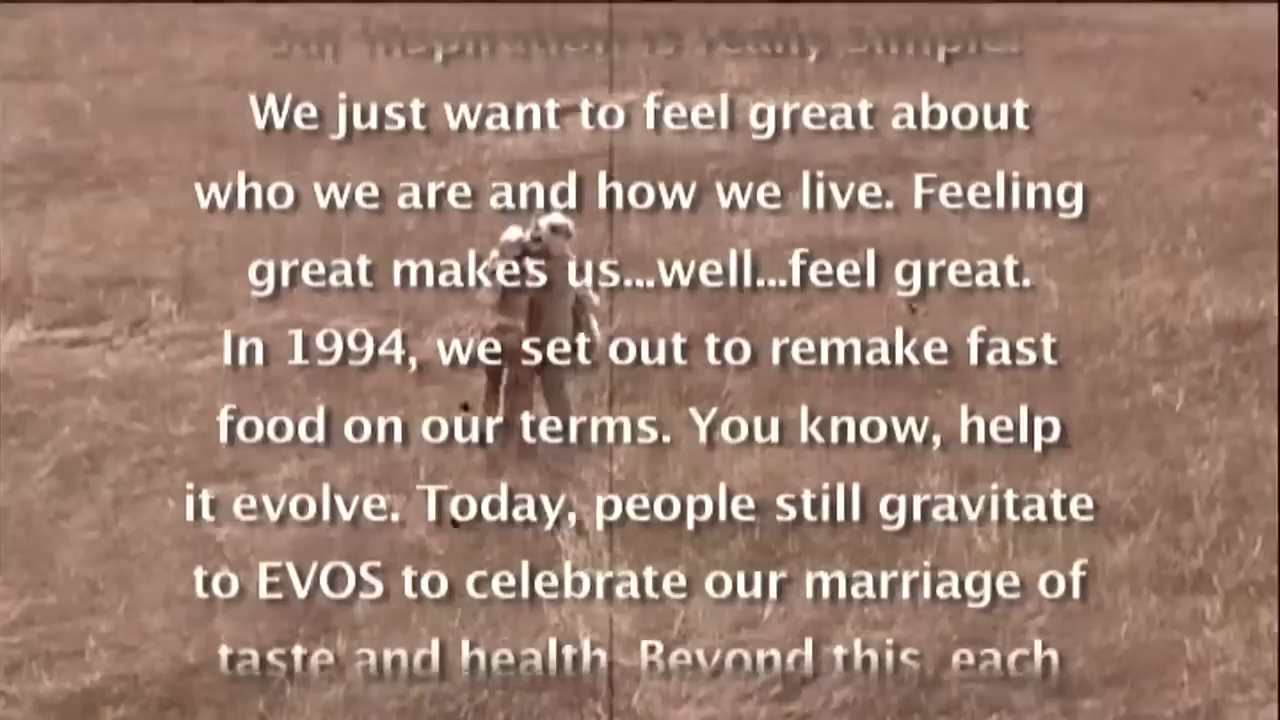 our inspiration is really simple.
We just want to feel great about
who we are and how we live. Feeling
great makes us...well...feel great.
In 1994, we set out to remake fast
food on our terms. You know, help
it evolve. Today, people still gravitate
to EVOS to celebrate our marriage of
taste and health. Beyond this, each